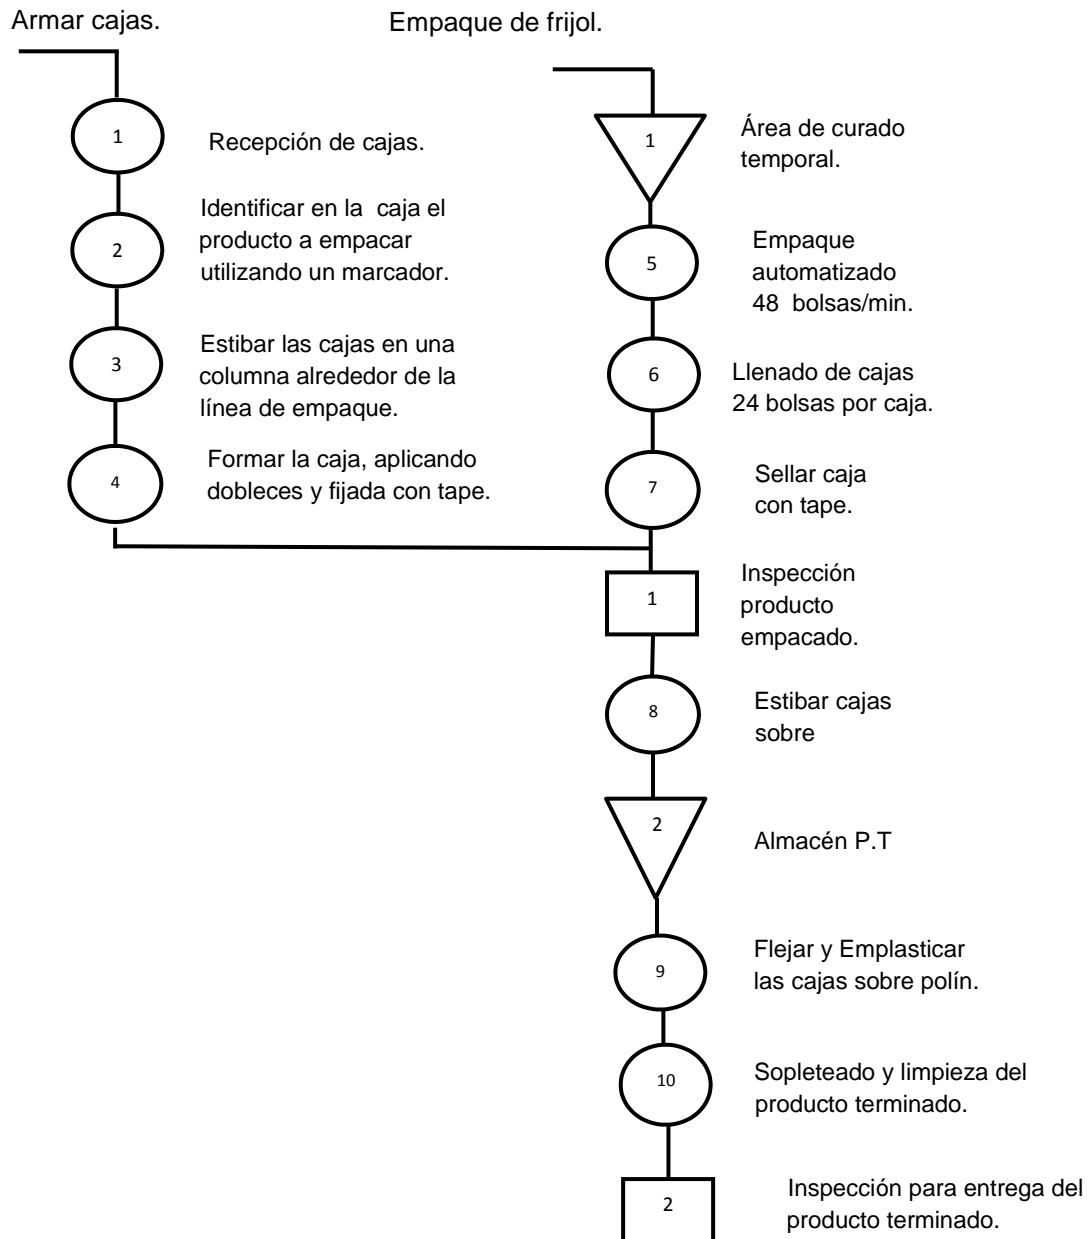 Armar cajas.
Empaque de frijol.
1
Recepción de cajas.
2
Identificar en la  caja el
producto a empacar
utilizando un marcador.
3
Estibar las cajas en una
columna alrededor de la
línea de empaque.
4
Formar la caja, aplicando
dobleces y fijada con tape.
1
Área de curado
temporal.
5
Empaque
automatizado
48  bolsas/min.
6
Llenado de cajas
24 bolsas por caja.
7
Sellar caja
con tape.
1
Inspección
producto
empacado.
8
Estibar cajas
sobre
2
Almacén P.T
9
Flejar y Emplasticar
las cajas sobre polín.
10
Sopleteado y limpieza del
producto terminado.
2
Inspección para entrega del
producto terminado.